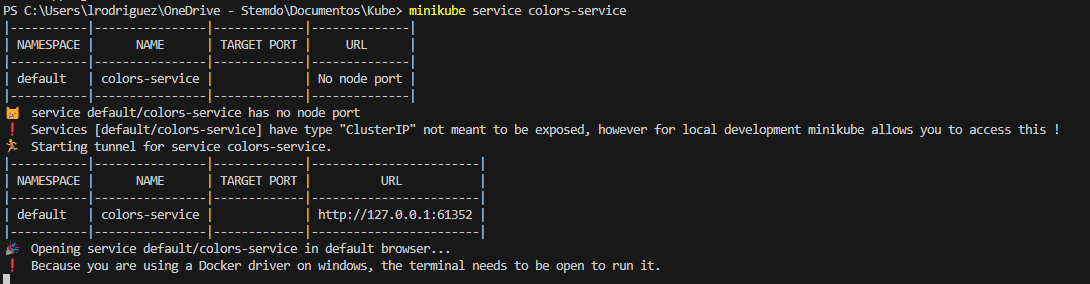 PS C:\Users\lrodriguez\OneDrive - Stemdo\Documentos\Kube> minikube service colors-service
|-----------|----------------|-------------|--------------|
| NAMESPACE |      NAME      | TARGET PORT |     URL      |
|-----------|----------------|-------------|--------------|
| default   | colors-service |             | No node port |
|-----------|----------------|-------------|--------------|
😿  service default/colors-service has no node port
❗  Services [default/colors-service] have type "ClusterIP" not meant to be exposed, however for local development minikube allows you to access this !
🏃  Starting tunnel for service colors-service.
|-----------|----------------|-------------|------------------------|
| NAMESPACE |      NAME      | TARGET PORT |          URL           |
|-----------|----------------|-------------|------------------------|
| default   | colors-service |             | http://127.0.0.1:61352 |
|-----------|----------------|-------------|------------------------|
🎉  Opening service default/colors-service in default browser...
❗  Because you are using a Docker driver on windows, the terminal needs to be open to run it.